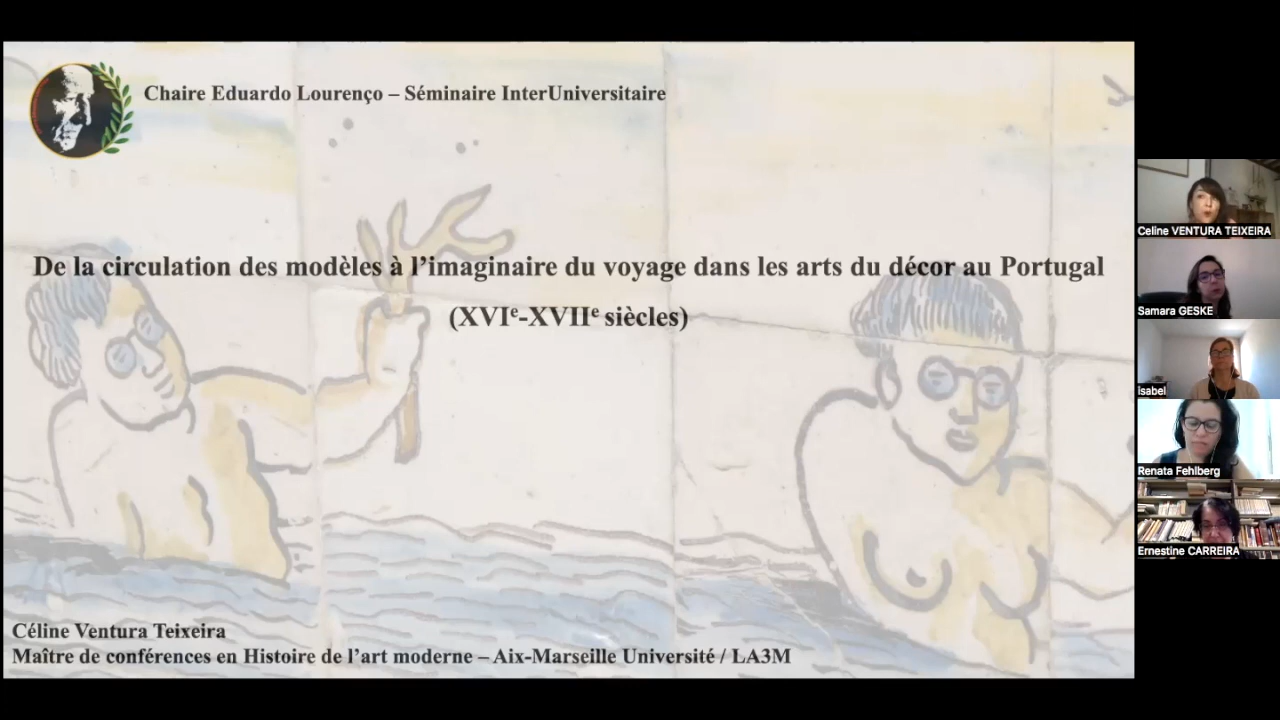 Chaire Eduardo Lourenço – Séminaire InterUniversitaire
De la circulation des modèles à l’imaginaire du voyage dans les arts du décor au Portugal
(XVIe-XVIIe siècles)
Céline Ventura Teixeira
Maître de conférences en Histoire de l’art moderne – Aix-Marseille Université / LA3M
Celine VENTURA TEIXEIRA
Samara GESKE
isabel
Renata Fehlberg
Ernestine CARREIRA